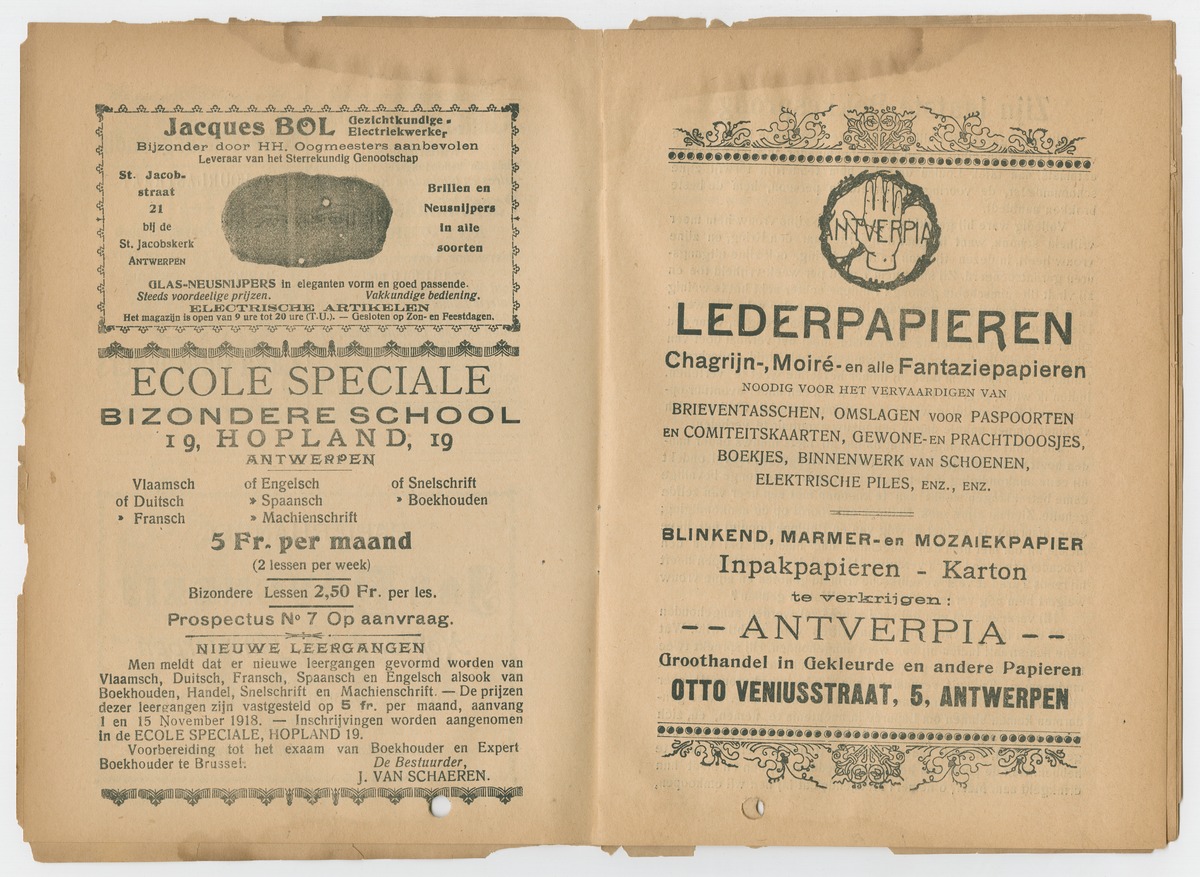 Jacques BOL Gezichtkundige-
Electriekwerker
Bijzonder door HH. Oogmeesters aanbevolen
Leveraar van het Sterrekundig Genootschap
St. Jacob-
straat
21
bij de
St. Jacobskerk
ANTWERPEN
Brillen en
Neusnijpers
in alle
soorten
GLAS-NEUSNIJPERS in eleganten vorm en goed passende.
Steeds voordeelige prijzen. Vakkundige bediening.
ELECTRISCHE ARTIKELEN
Het magazijn is open van 9 ure tot 20 ure (T.U.). — Gesloten op Zon- en Feestdagen.
ECOLE SPECIALE
BIZONDERE SCHOOL
19, HOPLAND, 19
ANTWERPEN
Vlaamsch of Engelsch of Snelschrift
of Duitsch » Spaansch » Boekhouden
» Fransch » Machienschrift
5 Fr. per maand
(2 lessen per week)
Bizondere Lessen 2,50 Fr. per les.
Prospectus No 7 Op aanvraag.
NIEUWE LEERGANGEN
Men meldt dat er nieuwe leergangen gevormd worden van
Vlaamsch, Duitsch, Fransch, Spaansch en Engelsch alsook van
Boekhouden, Handel, Snelschrift en Machienschrift. — De prijzen
dezer leergangen zijn vastgesteld op 5 fr. per maand, aanvang
1 en 15 November 1918. — Inschrijvingen worden aangenomen
in de ECOLE SPECIALE, HOPLAND 19.
Voorbereiding tot het exaam van Boekhouder en Expert
Boekhouder te Brussel. De Bestuurder,
J. VAN SCHAEREN.
ANTVERPIA
LEDERPAPIEREN
Chagrijn-, Moiré- en alle Fantaziepapieren
NOODIG VOOR HET VERVAARDIGEN VAN
BRIEVENTASSCHEN, OMSLAGEN VOOR PASPOORTEN
EN COMITEITSKAARTEN, GEWONE- EN PRACHTDOOSJES,
BOEKJES, BINNENWERK VAN SCHOENEN,
ELEKTRISCHE PILES, ENZ., ENZ.
BLINKEND, MARMER- en MOZAIEKPAPIER
Inpakpapieren - Karton
te verkrijgen:
-- ANTVERPIA --
Groothandel in Gekleurde en andere Papieren
OTTO VENIUSSTRAAT, 5, ANTWERPEN